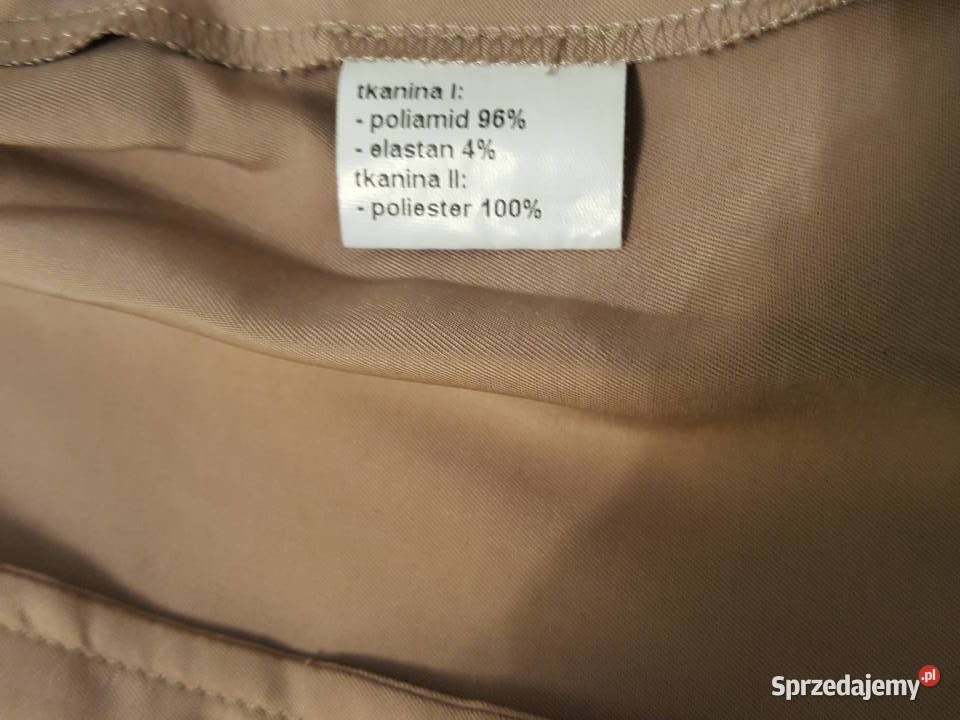 tkanina I:
- poliamid 96%
- elastan 4%
tkanina II:
- poliester 100%
Sprzedajemy.pl